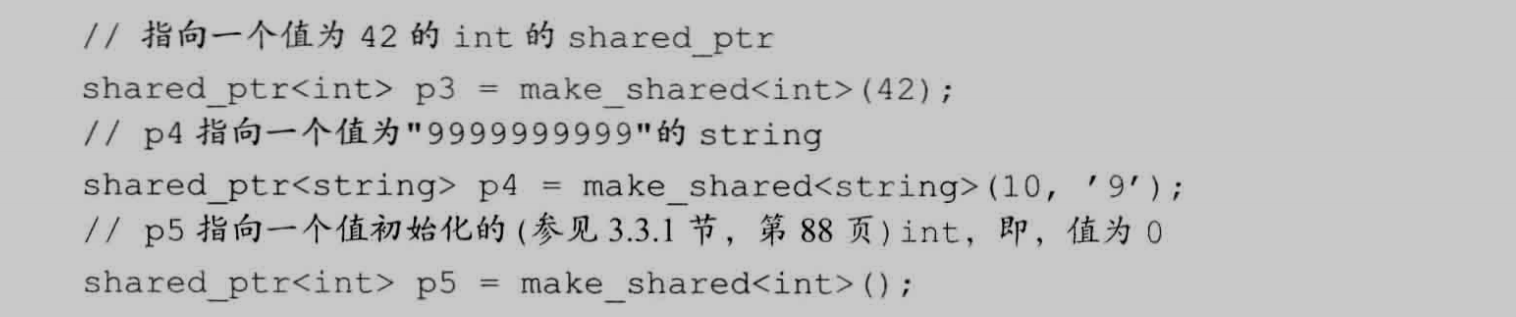 // 指向一个值为 42 的 int 的 shared_ptr
shared_ptr<int> p3 = make_shared<int>(42);
// p4 指向一个值为"9999999999"的 string
shared_ptr<string> p4 = make_shared<string>(10, '9');
// p5 指向一个值初始化的(参见 3.3.1 节，第 88 页)int，即，值为 0
shared_ptr<int> p5 = make_shared<int>();